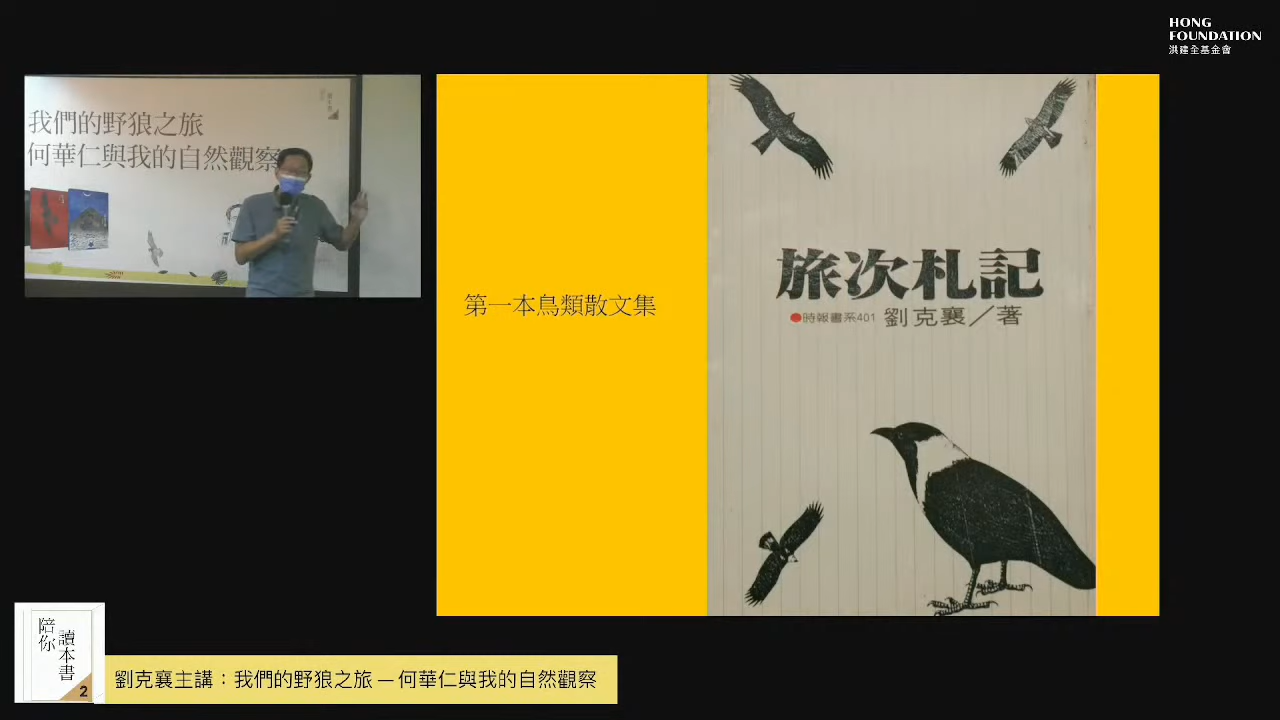 HONG
FOUNDATION
洪建全基金會
我們的野狼之旅
何華仁與我的自然觀察
第一本鳥類散文集
旅次札記
●時報書系401 劉克襄／著
陪你
讀本書
2
劉克襄主講：我們的野狼之旅 — 何華仁與我的自然觀察